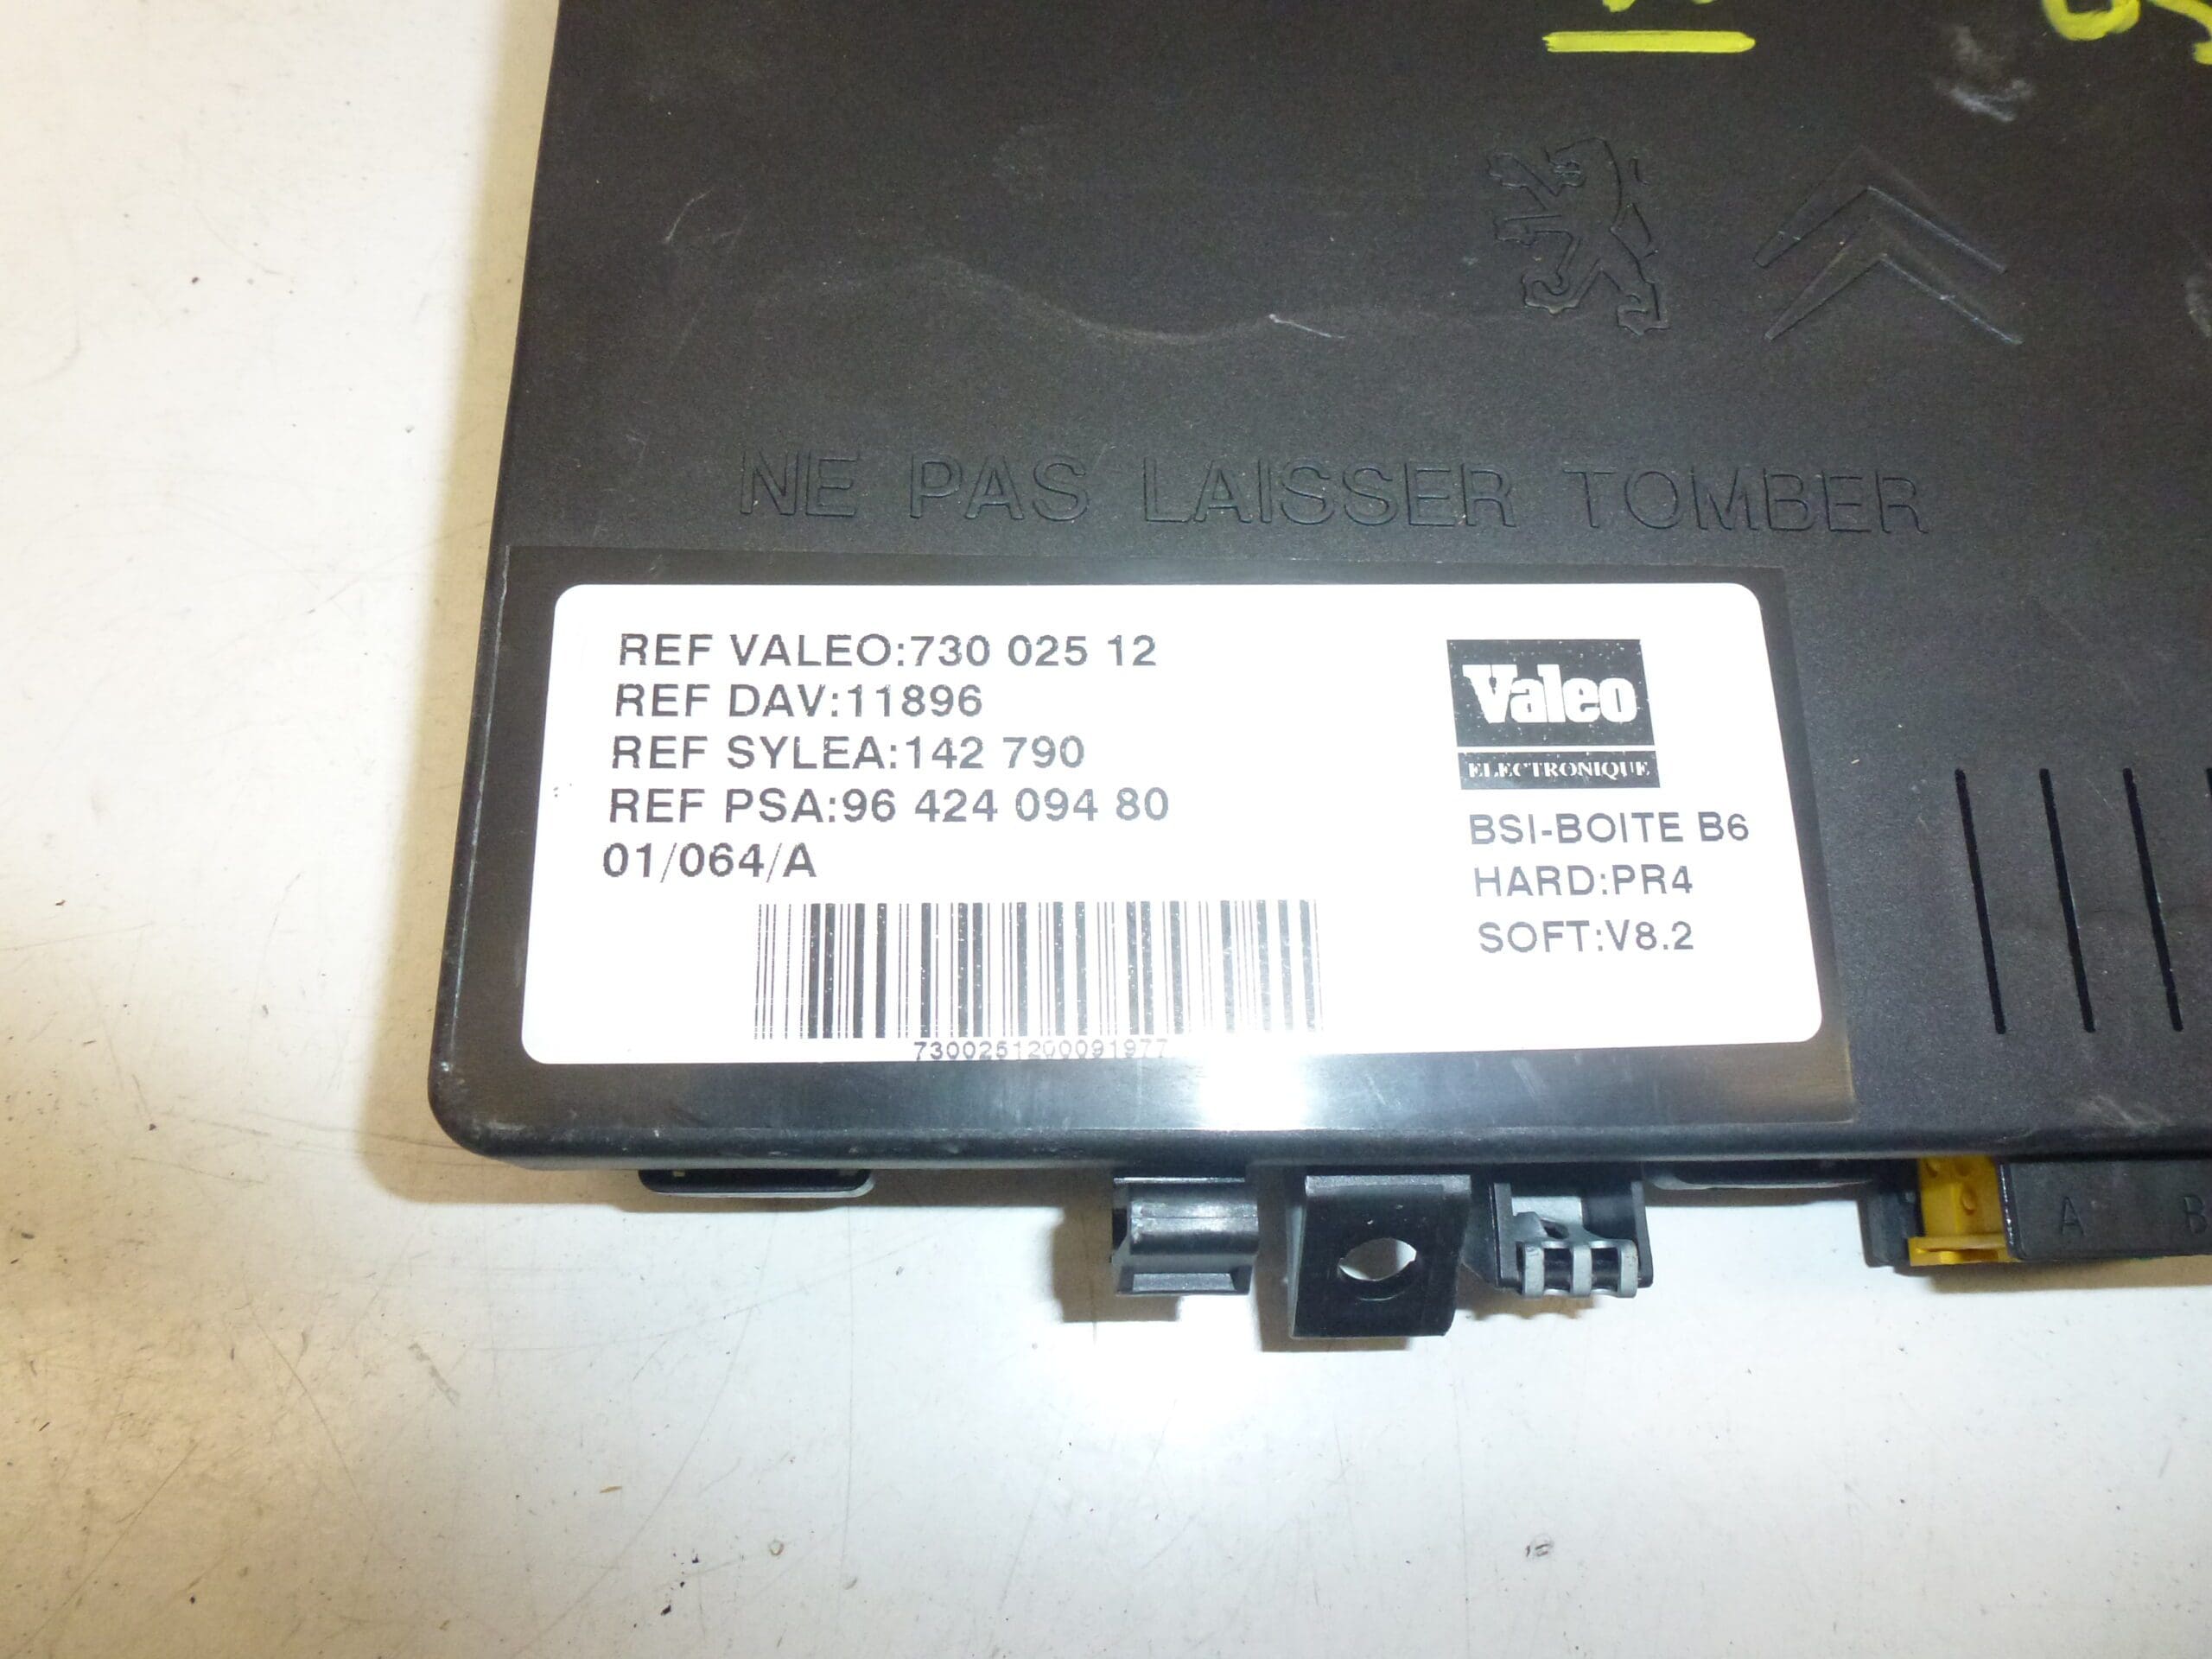 NE PAS LAISSER TOMBER
REF VALEO:730 025 12
REF DAV:11896
REF SYLEA:142 790
REF PSA:96 424 094 80
01/064/A
7300251200091977
Valeo
ELECTRONIQUE
BSI-BOITE B6
HARD:PR4
SOFT:V8.2
A B